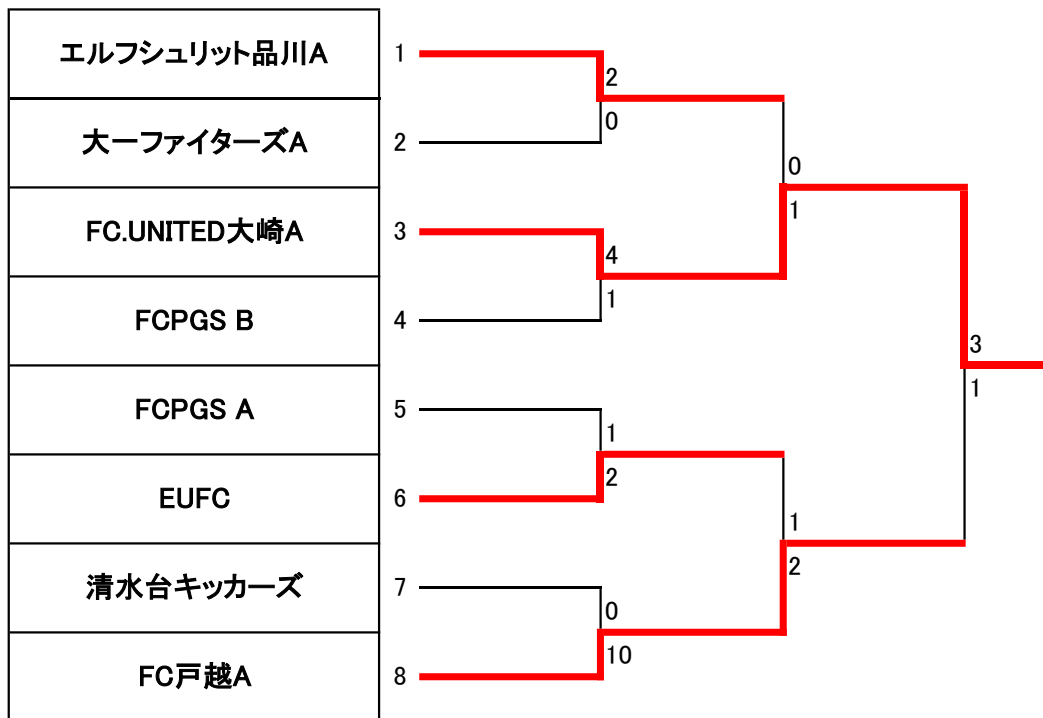 エルフシュリット品川A 1
2
0
大一ファイターズA 2
0
1
FC.UNITED大崎A 3
4
1
FCPGS B 4
3
1
FCPGS A 5
1
2
EUFC 6
1
2
清水台キッカーズ 7
0
10
FC戸越A 8